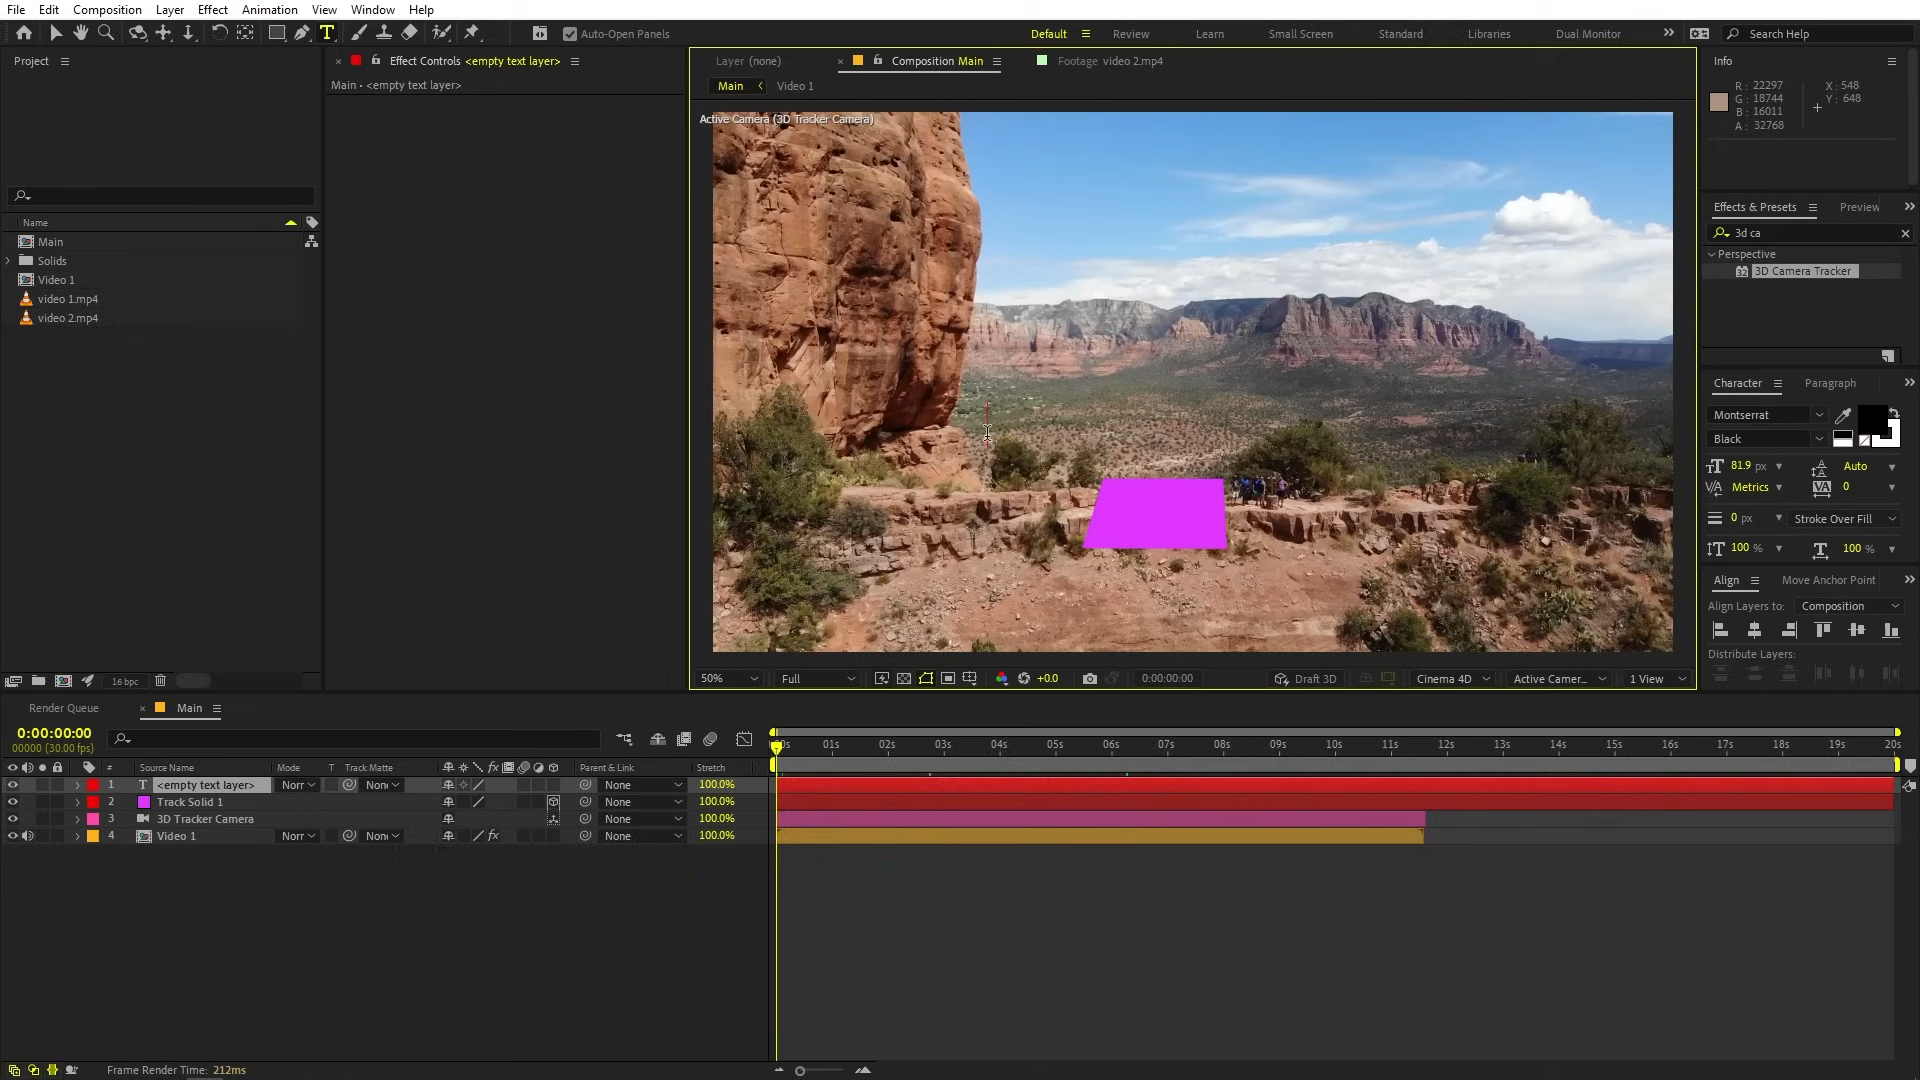 File Edit Composition Layer Effect Animation View Window Help
Auto-Open Panels Default Review Learn Small Screen Standard Libraries Dual Monitor Search Help
Project Effect Controls <empty text layer> Layer (none) Composition Main Footage video 2.mp4 Info
Main • <empty text layer> Main Video 1
R : 22297 X : 548
G : 18744 Y : 648
B : 16011
A : 32768
Active Camera (3D Tracker Camera)
Effects & Presets Preview
3d ca
Perspective
3D Camera Tracker
Name
Main
Solids
Video 1
video 1.mp4
video 2.mp4
Character Paragraph
Montserrat
Black
81.9 px Auto
Metrics 0
0 px Stroke Over Fill
100 % 100 %
Align Move Anchor Point
Align Layers to: Composition
Distribute Layers:
16 bpc 50% Full +0.0 0:00:00:00 Draft 3D Cinema 4D Active Camer... 1 View
Render Queue Main
0:00:00:00
00000 (30.00 fps)
00s 01s 02s 03s 04s 05s 06s 07s 08s 09s 10s 11s 12s 13s 14s 15s 16s 17s 18s 19s 20s
# Source Name Mode T Track Matte fx Parent & Link Stretch
1 T <empty text layer> Norr None None 100.0%
2 Track Solid 1 None 100.0%
3 3D Tracker Camera None 100.0%
4 Video 1 Norr None fx None 100.0%
Frame Render Time: 212ms